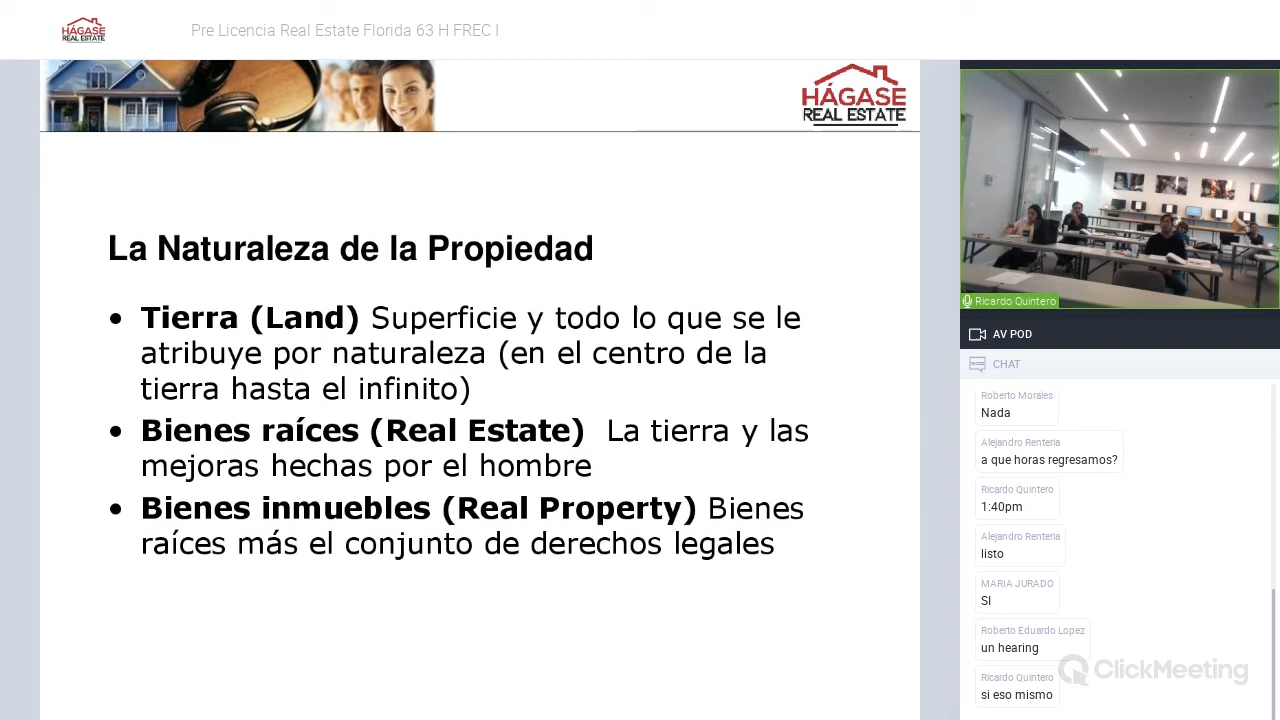 HÁGASE
REAL ESTATE
Pre Licencia Real Estate Florida 63 H FREC I
HÁGASE
REAL ESTATE
La Naturaleza de la Propiedad
• Tierra (Land) Superficie y todo lo que se le
atribuye por naturaleza (en el centro de la
tierra hasta el infinito)
• Bienes raíces (Real Estate) La tierra y las
mejoras hechas por el hombre
• Bienes inmuebles (Real Property) Bienes
raíces más el conjunto de derechos legales
Ricardo Quintero
AV POD
CHAT
Roberto Morales
Nada
Alejandro Renteria
a que horas regresamos?
Ricardo Quintero
1:40pm
Alejandro Renteria
listo
MARIA JURADO
SI
Roberto Eduardo Lopez
un hearing
Ricardo Quintero
si eso mismo
ClickMeeting